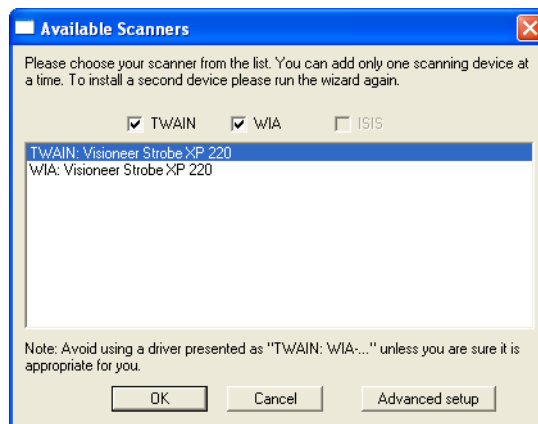 Available Scanners
Please choose your scanner from the list. You can add only one scanning device at
a time. To install a second device please run the wizard again.
TWAIN WIA ISIS
TWAIN: Visioneer Strobe XP 220
WIA: Visioneer Strobe XP 220
Note: Avoid using a driver presented as "TWAIN: WIA-..." unless you are sure it is
appropriate for you.
OK Cancel Advanced setup